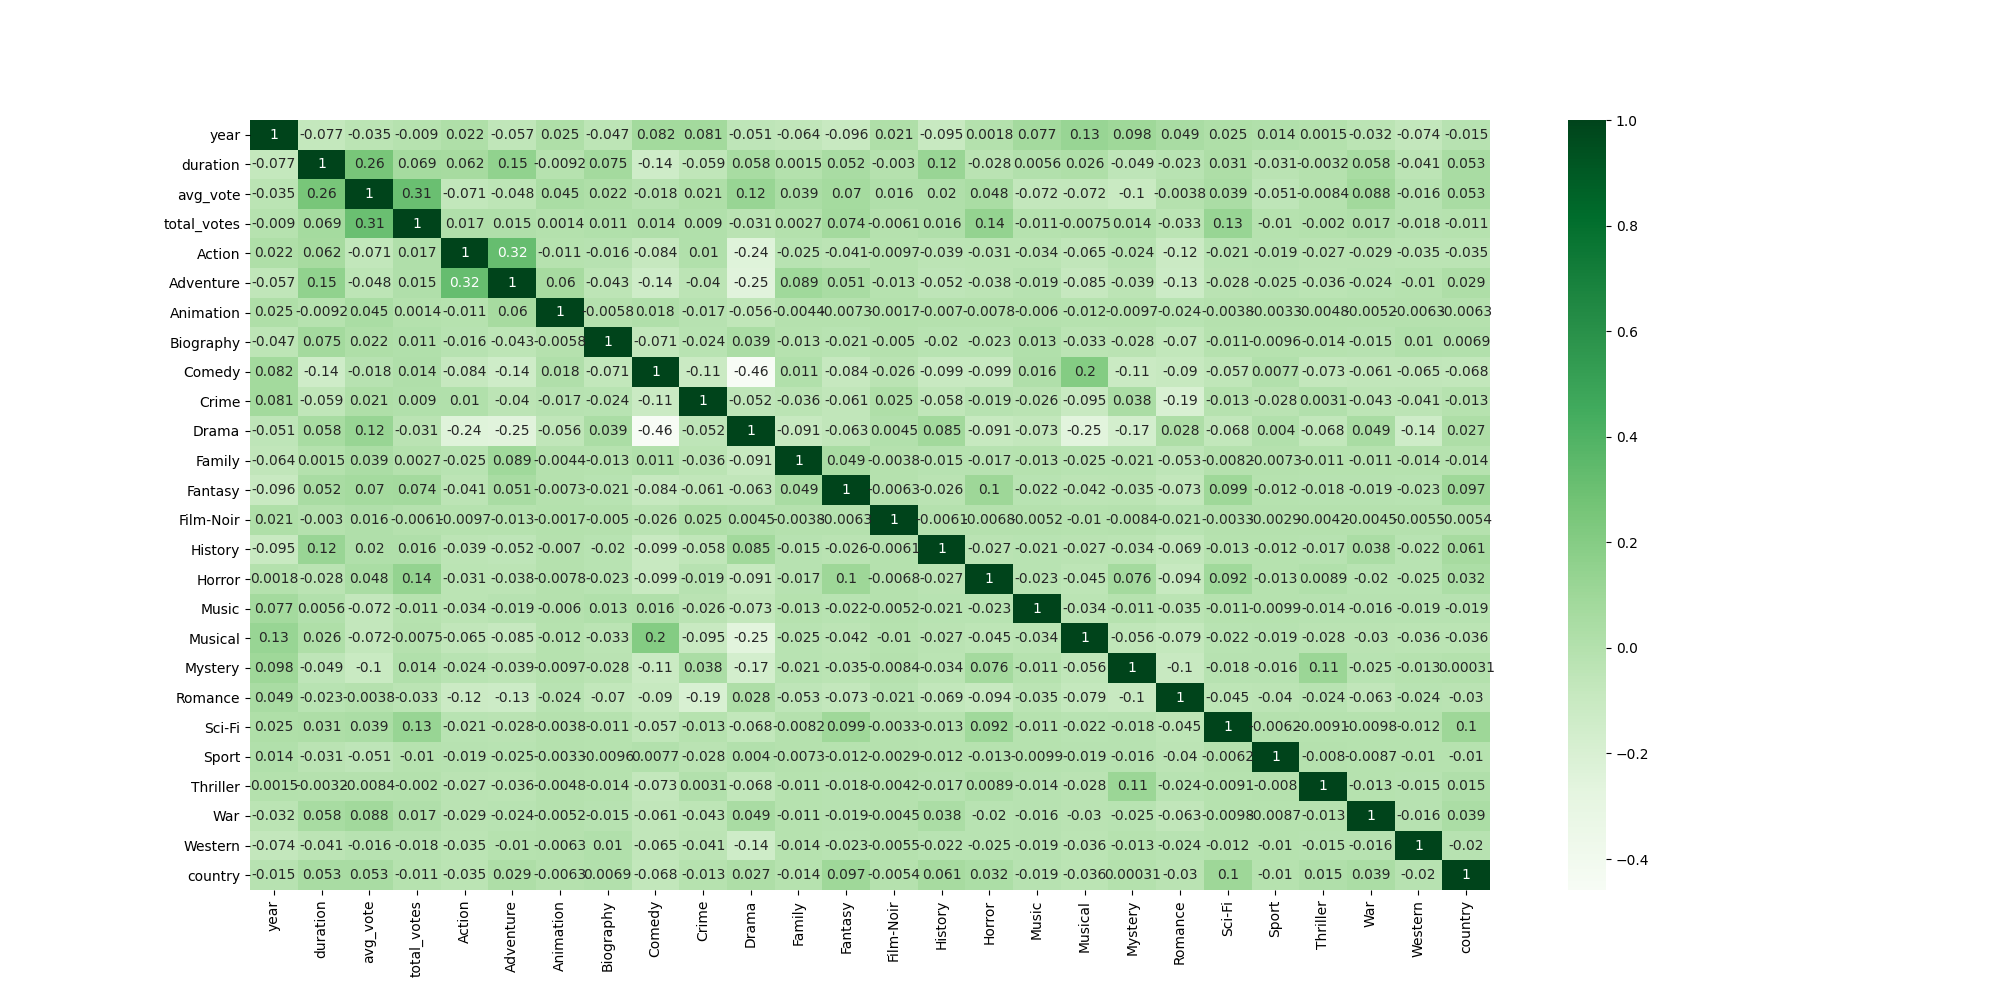 year 1 -0.077 -0.035 -0.009 0.022 -0.057 0.025 -0.047 0.082 0.081 -0.051 -0.064 -0.096 0.021 -0.095 0.0018 0.077 0.13 0.098 0.049 0.025 0.014 0.0015 -0.032 -0.074 -0.015
duration -0.077 1 0.26 0.069 0.062 0.15 -0.0092 0.075 -0.14 -0.059 0.058 0.0015 0.052 -0.003 0.12 -0.028 0.0056 0.026 -0.049 -0.023 0.031 -0.031 -0.0032 0.058 -0.041 0.053
avg_vote -0.035 0.26 1 0.31 -0.071 -0.048 0.045 0.022 -0.018 0.021 0.12 0.039 0.07 0.016 0.02 0.048 -0.072 -0.072 -0.1 -0.0038 0.039 -0.051 -0.0084 0.088 -0.016 0.053
total_votes -0.009 0.069 0.31 1 0.017 0.015 0.0014 0.011 0.014 0.009 -0.031 0.0027 0.074 -0.0061 0.016 0.14 -0.011 -0.0075 0.014 -0.033 0.13 -0.01 -0.002 0.017 -0.018 -0.011
Action 0.022 0.062 -0.071 0.017 1 0.32 -0.011 -0.016 -0.084 0.01 -0.24 -0.025 -0.041 -0.0097 -0.039 -0.031 -0.034 -0.065 -0.024 -0.12 -0.021 -0.019 -0.027 -0.029 -0.035 -0.035
Adventure -0.057 0.15 -0.048 0.015 0.32 1 0.06 -0.043 -0.14 -0.04 -0.25 0.089 0.051 -0.013 -0.052 -0.038 -0.019 -0.085 -0.039 -0.13 -0.028 -0.025 -0.036 -0.024 -0.01 0.029
Animation 0.025 -0.0092 0.045 0.0014 -0.011 0.06 1 -0.0058 0.018 -0.017 -0.056 -0.0044 -0.0073 -0.0017 -0.007 -0.0078 -0.006 -0.012 -0.0097 -0.024 -0.0038 -0.0033 -0.0048 -0.0052 -0.0063 -0.0063
Biography -0.047 0.075 0.022 0.011 -0.016 -0.043 -0.0058 1 -0.071 -0.024 0.039 -0.013 -0.021 -0.005 -0.02 -0.023 0.013 -0.033 -0.028 -0.07 -0.011 -0.0096 -0.014 -0.015 0.01 0.0069
Comedy 0.082 -0.14 -0.018 0.014 -0.084 -0.14 0.018 -0.071 1 -0.11 -0.46 0.011 -0.084 -0.026 -0.099 -0.099 0.016 0.2 -0.11 -0.09 -0.057 0.0077 -0.073 -0.061 -0.065 -0.068
Crime 0.081 -0.059 0.021 0.009 0.01 -0.04 -0.017 -0.024 -0.11 1 -0.052 -0.036 -0.061 0.025 -0.058 -0.019 -0.026 -0.095 0.038 -0.19 -0.013 -0.028 0.0031 -0.043 -0.041 -0.013
Drama -0.051 0.058 0.12 -0.031 -0.24 -0.25 -0.056 0.039 -0.46 -0.052 1 -0.091 -0.063 0.0045 0.085 -0.091 -0.073 -0.25 -0.17 0.028 -0.068 0.004 -0.068 0.049 -0.14 0.027
Family -0.064 0.0015 0.039 0.0027 -0.025 0.089 -0.0044 -0.013 0.011 -0.036 -0.091 1 0.049 -0.0038 -0.015 -0.017 -0.013 -0.025 -0.021 -0.053 -0.0082 -0.0073 -0.011 -0.011 -0.014 -0.014
Fantasy -0.096 0.052 0.07 0.074 -0.041 0.051 -0.0073 -0.021 -0.084 -0.061 -0.063 0.049 1 -0.0063 -0.026 0.1 -0.022 -0.042 -0.035 -0.073 0.099 -0.012 -0.018 -0.019 -0.023 0.097
Film-Noir 0.021 -0.003 0.016 -0.0061 -0.0097 -0.013 -0.0017 -0.005 -0.026 0.025 0.0045 -0.0038 -0.0063 1 -0.0061 -0.0068 -0.0052 -0.01 -0.0084 -0.021 -0.0033 -0.0029 -0.0042 -0.0045 -0.0055 -0.0054
History -0.095 0.12 0.02 0.016 -0.039 -0.052 -0.007 -0.02 -0.099 -0.058 0.085 -0.015 -0.026 -0.0061 1 -0.027 -0.021 -0.027 -0.034 -0.069 -0.013 -0.012 -0.017 0.038 -0.022 0.061
Horror 0.0018 -0.028 0.048 0.14 -0.031 -0.038 -0.0078 -0.023 -0.099 -0.019 -0.091 -0.017 0.1 -0.0068 -0.027 1 -0.023 -0.045 0.076 -0.094 0.092 -0.013 0.0089 -0.02 -0.025 0.032
Music 0.077 0.0056 -0.072 -0.011 -0.034 -0.019 -0.006 0.013 0.016 -0.026 -0.073 -0.013 -0.022 -0.0052 -0.021 -0.023 1 -0.034 -0.011 -0.035 -0.011 -0.0099 -0.014 -0.016 -0.019 -0.019
Musical 0.13 0.026 -0.072 -0.0075 -0.065 -0.085 -0.012 -0.033 0.2 -0.095 -0.25 -0.025 -0.042 -0.01 -0.027 -0.045 -0.034 1 -0.056 -0.079 -0.022 -0.019 -0.028 -0.03 -0.036 -0.036
Mystery 0.098 -0.049 -0.1 0.014 -0.024 -0.039 -0.0097 -0.028 -0.11 0.038 -0.17 -0.021 -0.035 -0.0084 -0.034 0.076 -0.011 -0.056 1 -0.1 -0.018 -0.016 0.11 -0.025 -0.013 0.00031
Romance 0.049 -0.023 -0.0038 -0.033 -0.12 -0.13 -0.024 -0.07 -0.09 -0.19 0.028 -0.053 -0.073 -0.021 -0.069 -0.094 -0.035 -0.079 -0.1 1 -0.045 -0.04 -0.024 -0.063 -0.024 -0.03
Sci-Fi 0.025 0.031 0.039 0.13 -0.021 -0.028 -0.0038 -0.011 -0.057 -0.013 -0.068 -0.0082 0.099 -0.0033 -0.013 0.092 -0.011 -0.022 -0.018 -0.045 1 -0.0062 -0.0091 -0.0098 -0.012 0.1
Sport 0.014 -0.031 -0.051 -0.01 -0.019 -0.025 -0.0033 -0.0096 0.0077 -0.028 0.004 -0.0073 -0.012 -0.0029 -0.012 -0.013 -0.0099 -0.019 -0.016 -0.04 -0.0062 1 -0.008 -0.0087 -0.01 -0.01
Thriller 0.0015 -0.0032 -0.0084 -0.002 -0.027 -0.036 -0.0048 -0.014 -0.073 0.0031 -0.068 -0.011 -0.018 -0.0042 -0.017 0.0089 -0.014 -0.028 0.11 -0.024 -0.0091 -0.008 1 -0.013 -0.015 0.015
War -0.032 0.058 0.088 0.017 -0.029 -0.024 -0.0052 -0.015 -0.061 -0.043 0.049 -0.011 -0.019 -0.0045 0.038 -0.02 -0.016 -0.03 -0.025 -0.063 -0.0098 -0.0087 -0.013 1 -0.016 0.039
Western -0.074 -0.041 -0.016 -0.018 -0.035 -0.01 -0.0063 0.01 -0.065 -0.041 -0.14 -0.014 -0.023 -0.0055 -0.022 -0.025 -0.019 -0.036 -0.013 -0.024 -0.012 -0.01 -0.015 -0.016 1 -0.02
country -0.015 0.053 0.053 -0.011 -0.035 0.029 -0.0063 0.0069 -0.068 -0.013 0.027 -0.014 0.097 -0.0054 0.061 0.032 -0.019 -0.036 0.00031 -0.03 0.1 -0.01 0.015 0.039 -0.02 1
year duration avg_vote total_votes Action Adventure Animation Biography Comedy Crime Drama Family Fantasy Film-Noir History Horror Music Musical Mystery Romance Sci-Fi Sport Thriller War Western country
1.0
0.8
0.6
0.4
0.2
0.0
−0.2
−0.4